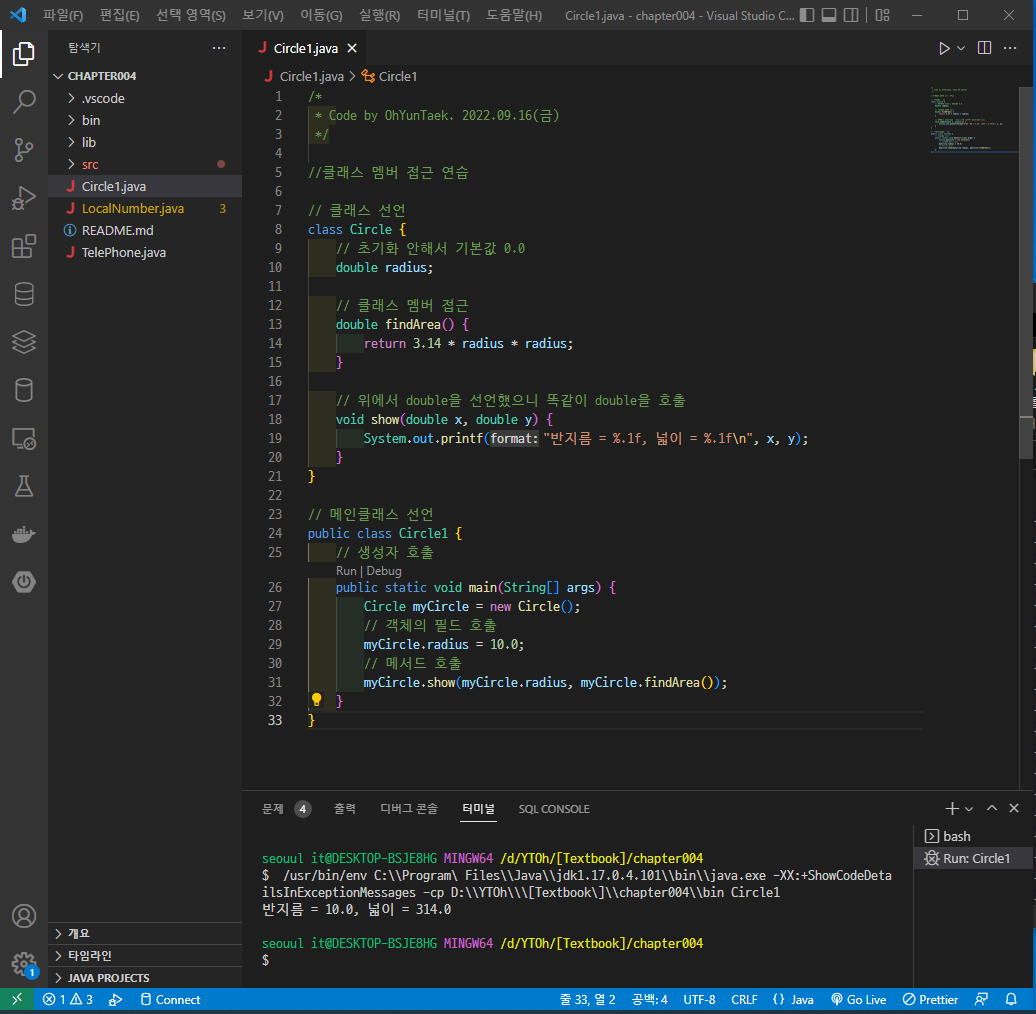 파일(F) 편집(E) 선택 영역(S) 보기(V) 이동(G) 실행(R) 터미널(T) 도움말(H) Circle1.java - chapter004 - Visual Studio C...
탐색기 ···
CHAPTER004
.vscode
bin
lib
src
Circle1.java
LocalNumber.java 3
README.md
TelePhone.java
개요
타임라인
JAVA PROJECTS
Circle1.java
Circle1.java > Circle1
1 /*
2  * Code by OhYunTaek. 2022.09.16(금)
3  */
4
5 //클래스 멤버 접근 연습
6
7 // 클래스 선언
8 class Circle {
9     // 초기화 안해서 기본값 0.0
10     double radius;
11
12     // 클래스 멤버 접근
13     double findArea() {
14         return 3.14 * radius * radius;
15     }
16
17     // 위에서 double을 선언했으니 똑같이 double을 호출
18     void show(double x, double y) {
19         System.out.printf(format: "반지름 = %.1f, 넓이 = %.1f\n", x, y);
20     }
21 }
22
23 // 메인클래스 선언
24 public class Circle1 {
25     // 생성자 호출
Run | Debug
26     public static void main(String[] args) {
27         Circle myCircle = new Circle();
28         // 객체의 필드 호출
29         myCircle.radius = 10.0;
30         // 메서드 호출
31         myCircle.show(myCircle.radius, myCircle.findArea());
32     }
33 }
문제 4 출력 디버그 콘솔 터미널 SQL CONSOLE
seouul it@DESKTOP-BSJE8HG MINGW64 /d/YTOh/[Textbook]/chapter004
$  /usr/bin/env C:\\Program\ Files\\Java\\jdk1.17.0.4.101\\bin\\java.exe -XX:+ShowCodeDeta
ilsInExceptionMessages -cp D:\\YTOh\\\[Textbook\]\\chapter004\\bin Circle1
반지름 = 10.0, 넓이 = 314.0
seouul it@DESKTOP-BSJE8HG MINGW64 /d/YTOh/[Textbook]/chapter004
$
bash
Run: Circle1
1
1 3 Connect 줄 33, 열 2 공백: 4 UTF-8 CRLF {} Java Go Live Prettier